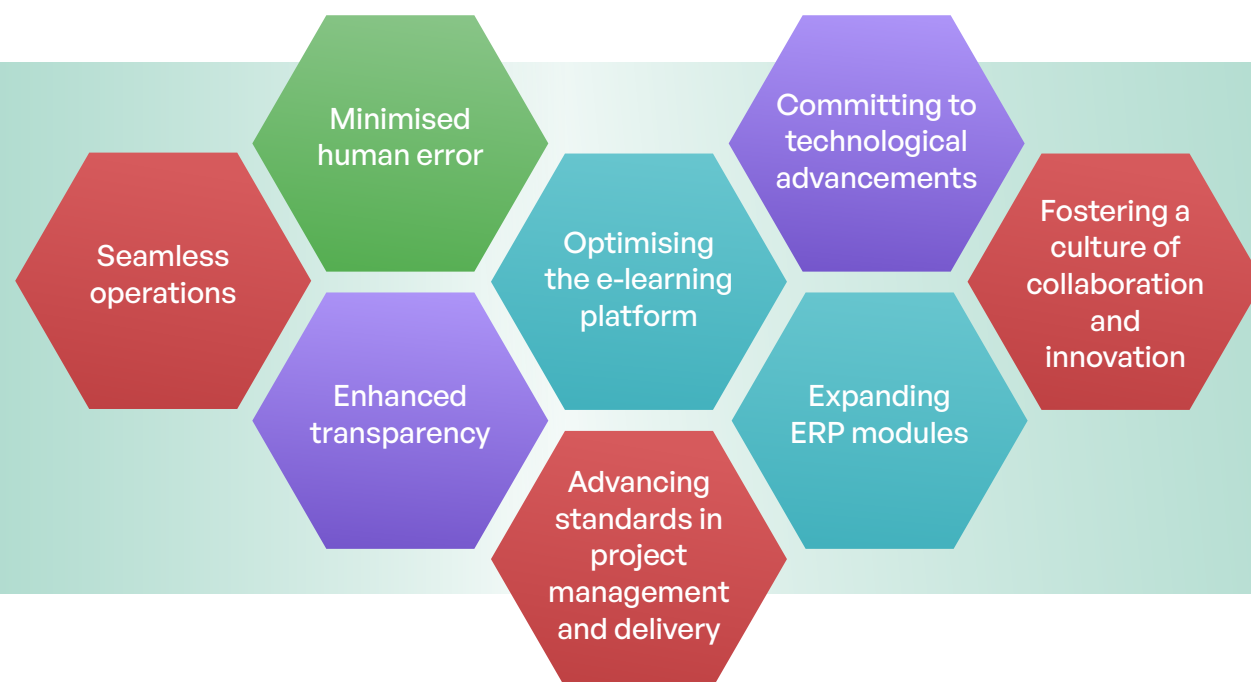 Minimised
human error
Committing to
technological
advancements
Seamless
operations
Optimising
the e-learning
platform
Fostering a
culture of
collaboration
and
innovation
Enhanced
transparency
Expanding
ERP modules
Advancing
standards in
project
management
and delivery